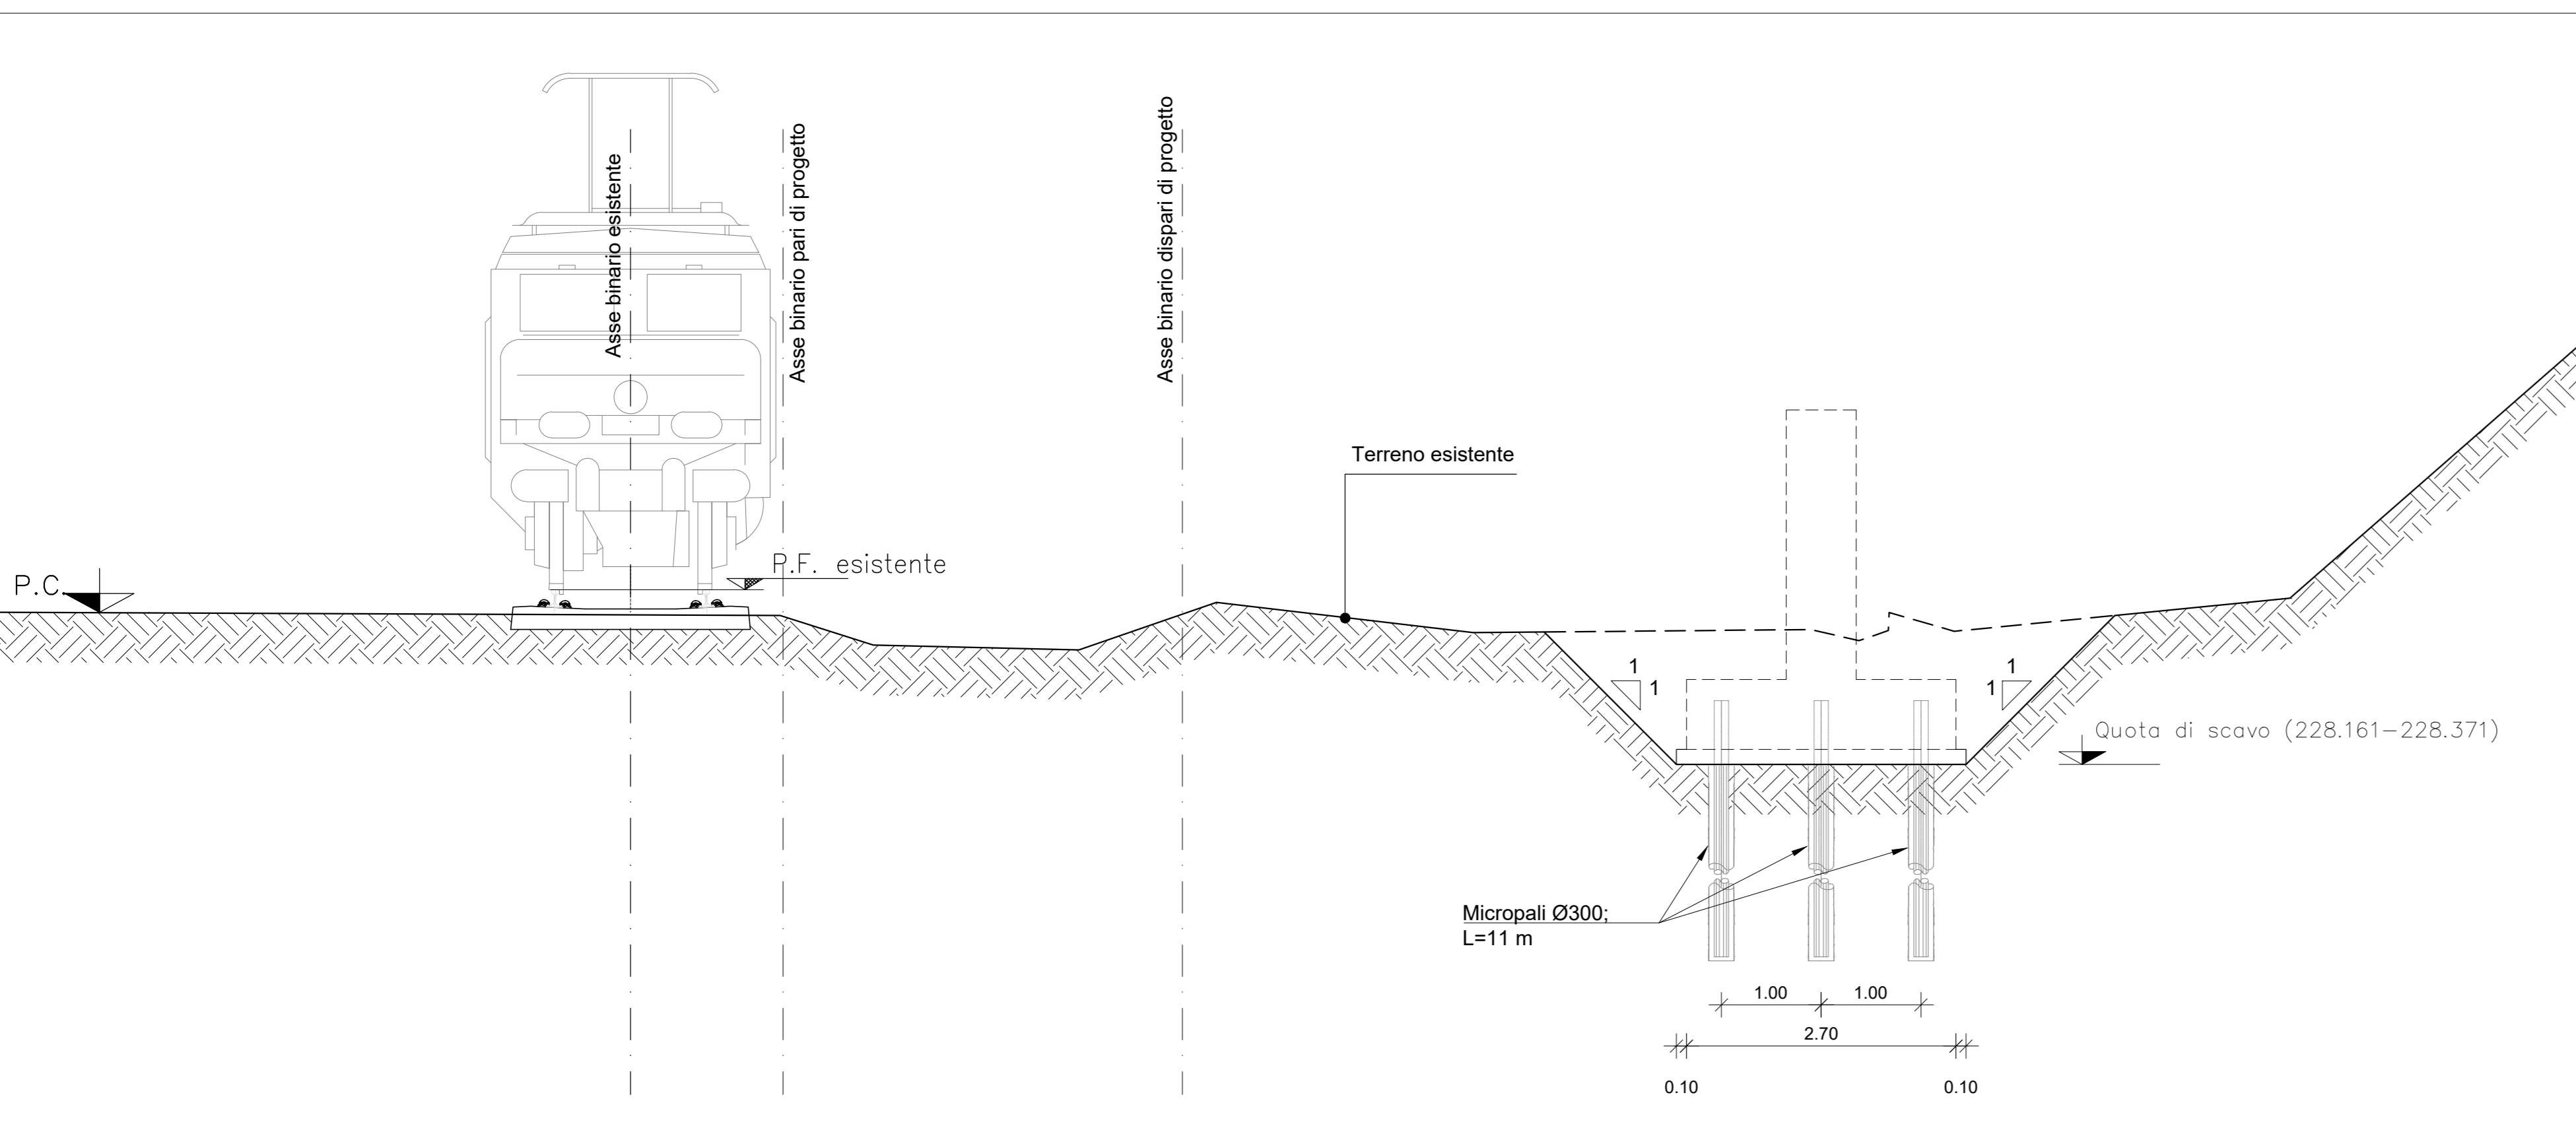 Asse binario esistente
Asse binario pari di progetto
Asse binario dispari di progetto
Terreno esistente
P.F. esistente
P.C.
1
1
1
1
Quota di scavo (228.161–228.371)
Micropali Ø300;
L=11 m
1.00
1.00
2.70
0.10
0.10